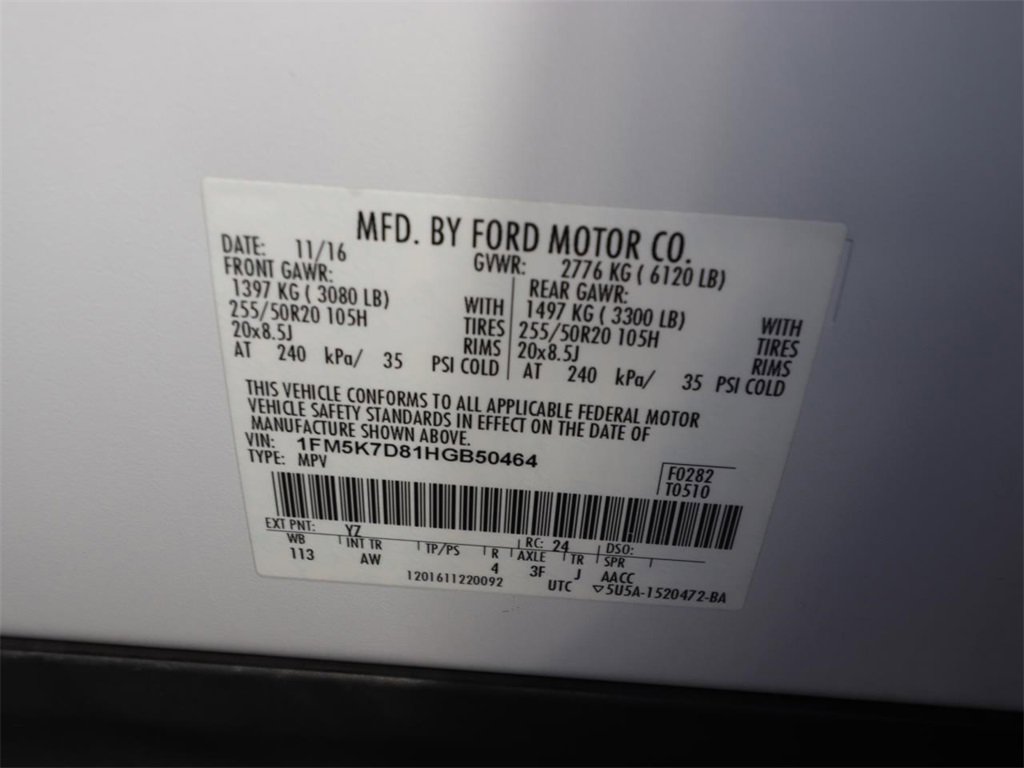 MFD. BY FORD MOTOR CO.
DATE: 11/16 GVWR: 2776 KG ( 6120 LB)
FRONT GAWR: REAR GAWR:
1397 KG ( 3080 LB) WITH 1497 KG ( 3300 LB) WITH
255/50R20 105H TIRES 255/50R20 105H TIRES
20x8.5J RIMS 20x8.5J RIMS
AT 240 kPa/ 35 PSI COLD AT 240 kPa/ 35 PSI COLD
THIS VEHICLE CONFORMS TO ALL APPLICABLE FEDERAL MOTOR
VEHICLE SAFETY STANDARDS IN EFFECT ON THE DATE OF
MANUFACTURE SHOWN ABOVE.
VIN: 1FM5K7D81HGB50464
TYPE: MPV F0282
T0510
EXT PNT: YZ RC: 24 DSO:
WB INT TR TP/PS R AXLE TR SPR
113 AW 4 3F J AACC
1201611220092 UTC ▽5U5A-1520472-BA